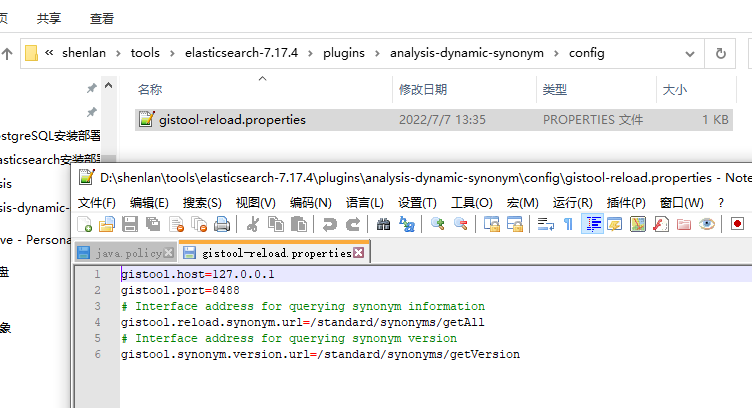 页 共享 查看
shenlan tools elasticsearch-7.17.4 plugins analysis-dynamic-synonym config
名称 修改日期 类型 大小
gistool-reload.properties 2022/7/7 13:35 PROPERTIES 文件 1 KB
stgreSQL安装部署
asticsearch安装部署
sis
sis-dynamic-
ve - Persona
盘
象
D:\shenlan\tools\elasticsearch-7.17.4\plugins\analysis-dynamic-synonym\config\gistool-reload.properties - Note
文件(F) 编辑(E) 搜索(S) 视图(V) 编码(N) 语言(L) 设置(T) 工具(O) 宏(M) 运行(R) 插件(P) 窗口(W) ?
java.policy gistool-reload.properties
1 gistool.host=127.0.0.1
2 gistool.port=8488
3 # Interface address for querying synonym information
4 gistool.reload.synonym.url=/standard/synonyms/getAll
5 # Interface address for querying synonym version
6 gistool.synonym.version.url=/standard/synonyms/getVersion